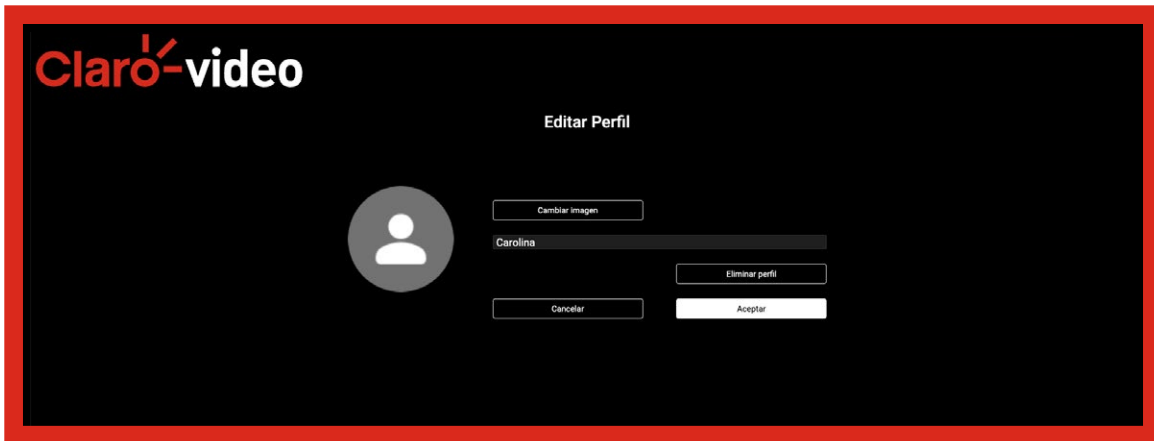 Claro-video
Editar Perfil
Cambiar imagen
Carolina
Eliminar perfil
Cancelar
Aceptar